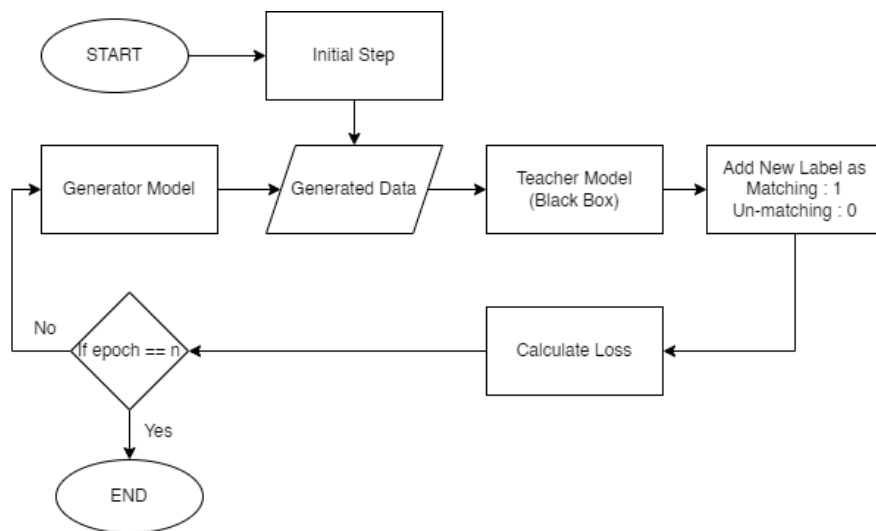 START
Initial Step
Generator Model
Generated Data
Teacher Model
(Black Box)
Add New Label as
Matching : 1
Un-matching : 0
No
If epoch == n
Calculate Loss
Yes
END